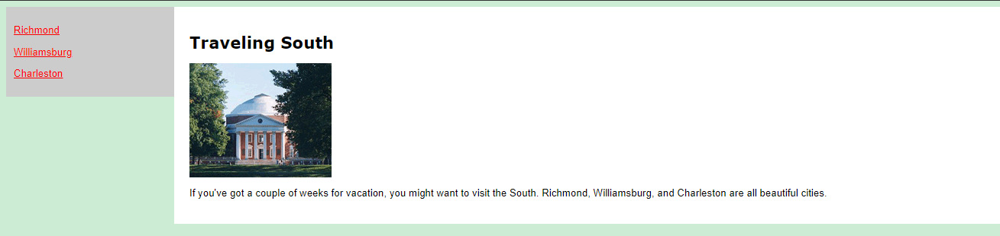 Richmond
Williamsburg
Charleston
Traveling South
If you've got a couple of weeks for vacation, you might want to visit the South. Richmond, Williamsburg, and Charleston are all beautiful cities.